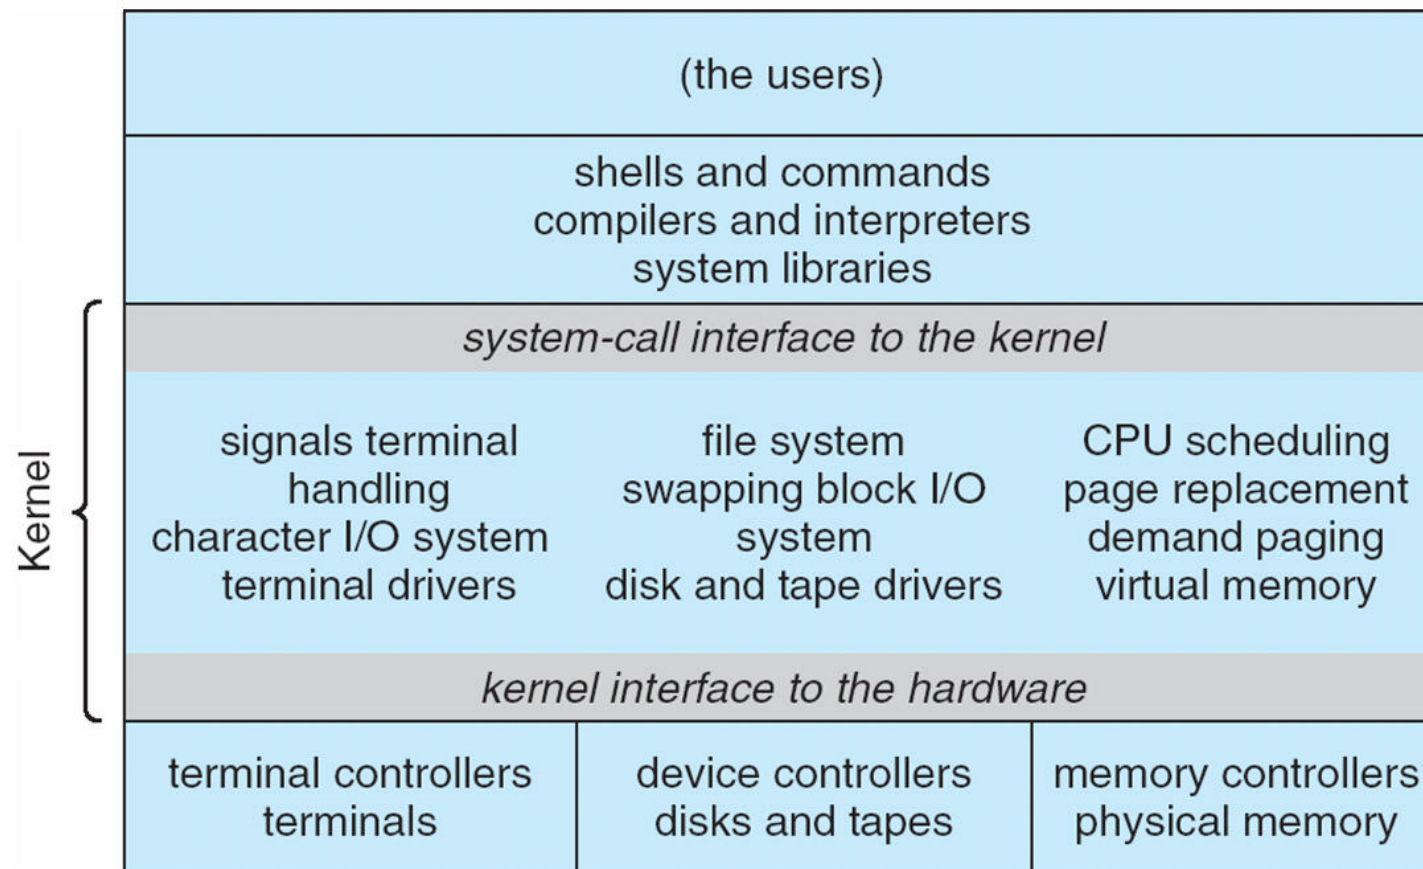 (the users)
shells and commands
compilers and interpreters
system libraries
Kernel
system-call interface to the kernel
signals terminal
handling
character I/O system
terminal drivers
file system
swapping block I/O
system
disk and tape drivers
CPU scheduling
page replacement
demand paging
virtual memory
kernel interface to the hardware
terminal controllers
terminals
device controllers
disks and tapes
memory controllers
physical memory